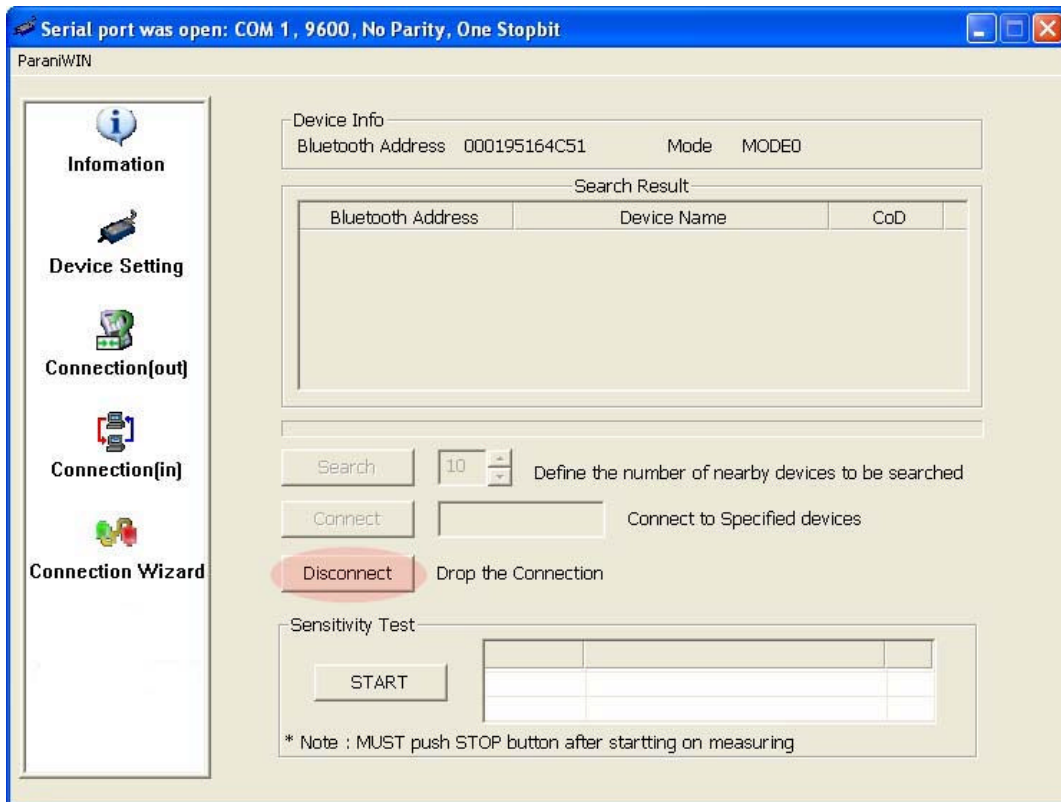 Serial port was open: COM 1, 9600, No Parity, One Stopbit
ParaniWIN
Infomation
Device Setting
Connection(out)
Connection(in)
Connection Wizard
Device Info
Bluetooth Address 000195164C51 Mode MODE0
Search Result
Bluetooth Address Device Name CoD
Search 10 Define the number of nearby devices to be searched
Connect Connect to Specified devices
Disconnect Drop the Connection
Sensitivity Test
START
* Note : MUST push STOP button after startting on measuring